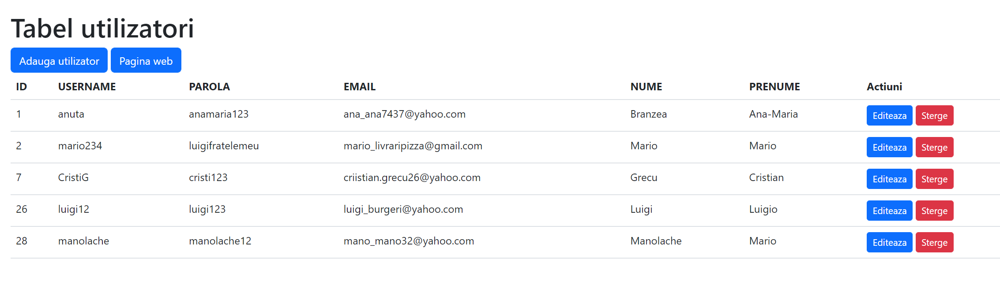 Tabel utilizatori
Adauga utilizator Pagina web
ID USERNAME PAROLA EMAIL NUME PRENUME Actiuni
1 anuta anamaria123 ana_ana7437@yahoo.com Branzea Ana-Maria Editeaza Sterge
2 mario234 luigifratelemeu mario_livraripizza@gmail.com Mario Mario Editeaza Sterge
7 CristiG cristi123 criistian.grecu26@yahoo.com Grecu Cristian Editeaza Sterge
26 luigi12 luigi123 luigi_burgeri@yahoo.com Luigi Luigio Editeaza Sterge
28 manolache manolache12 mano_mano32@yahoo.com Manolache Mario Editeaza Sterge